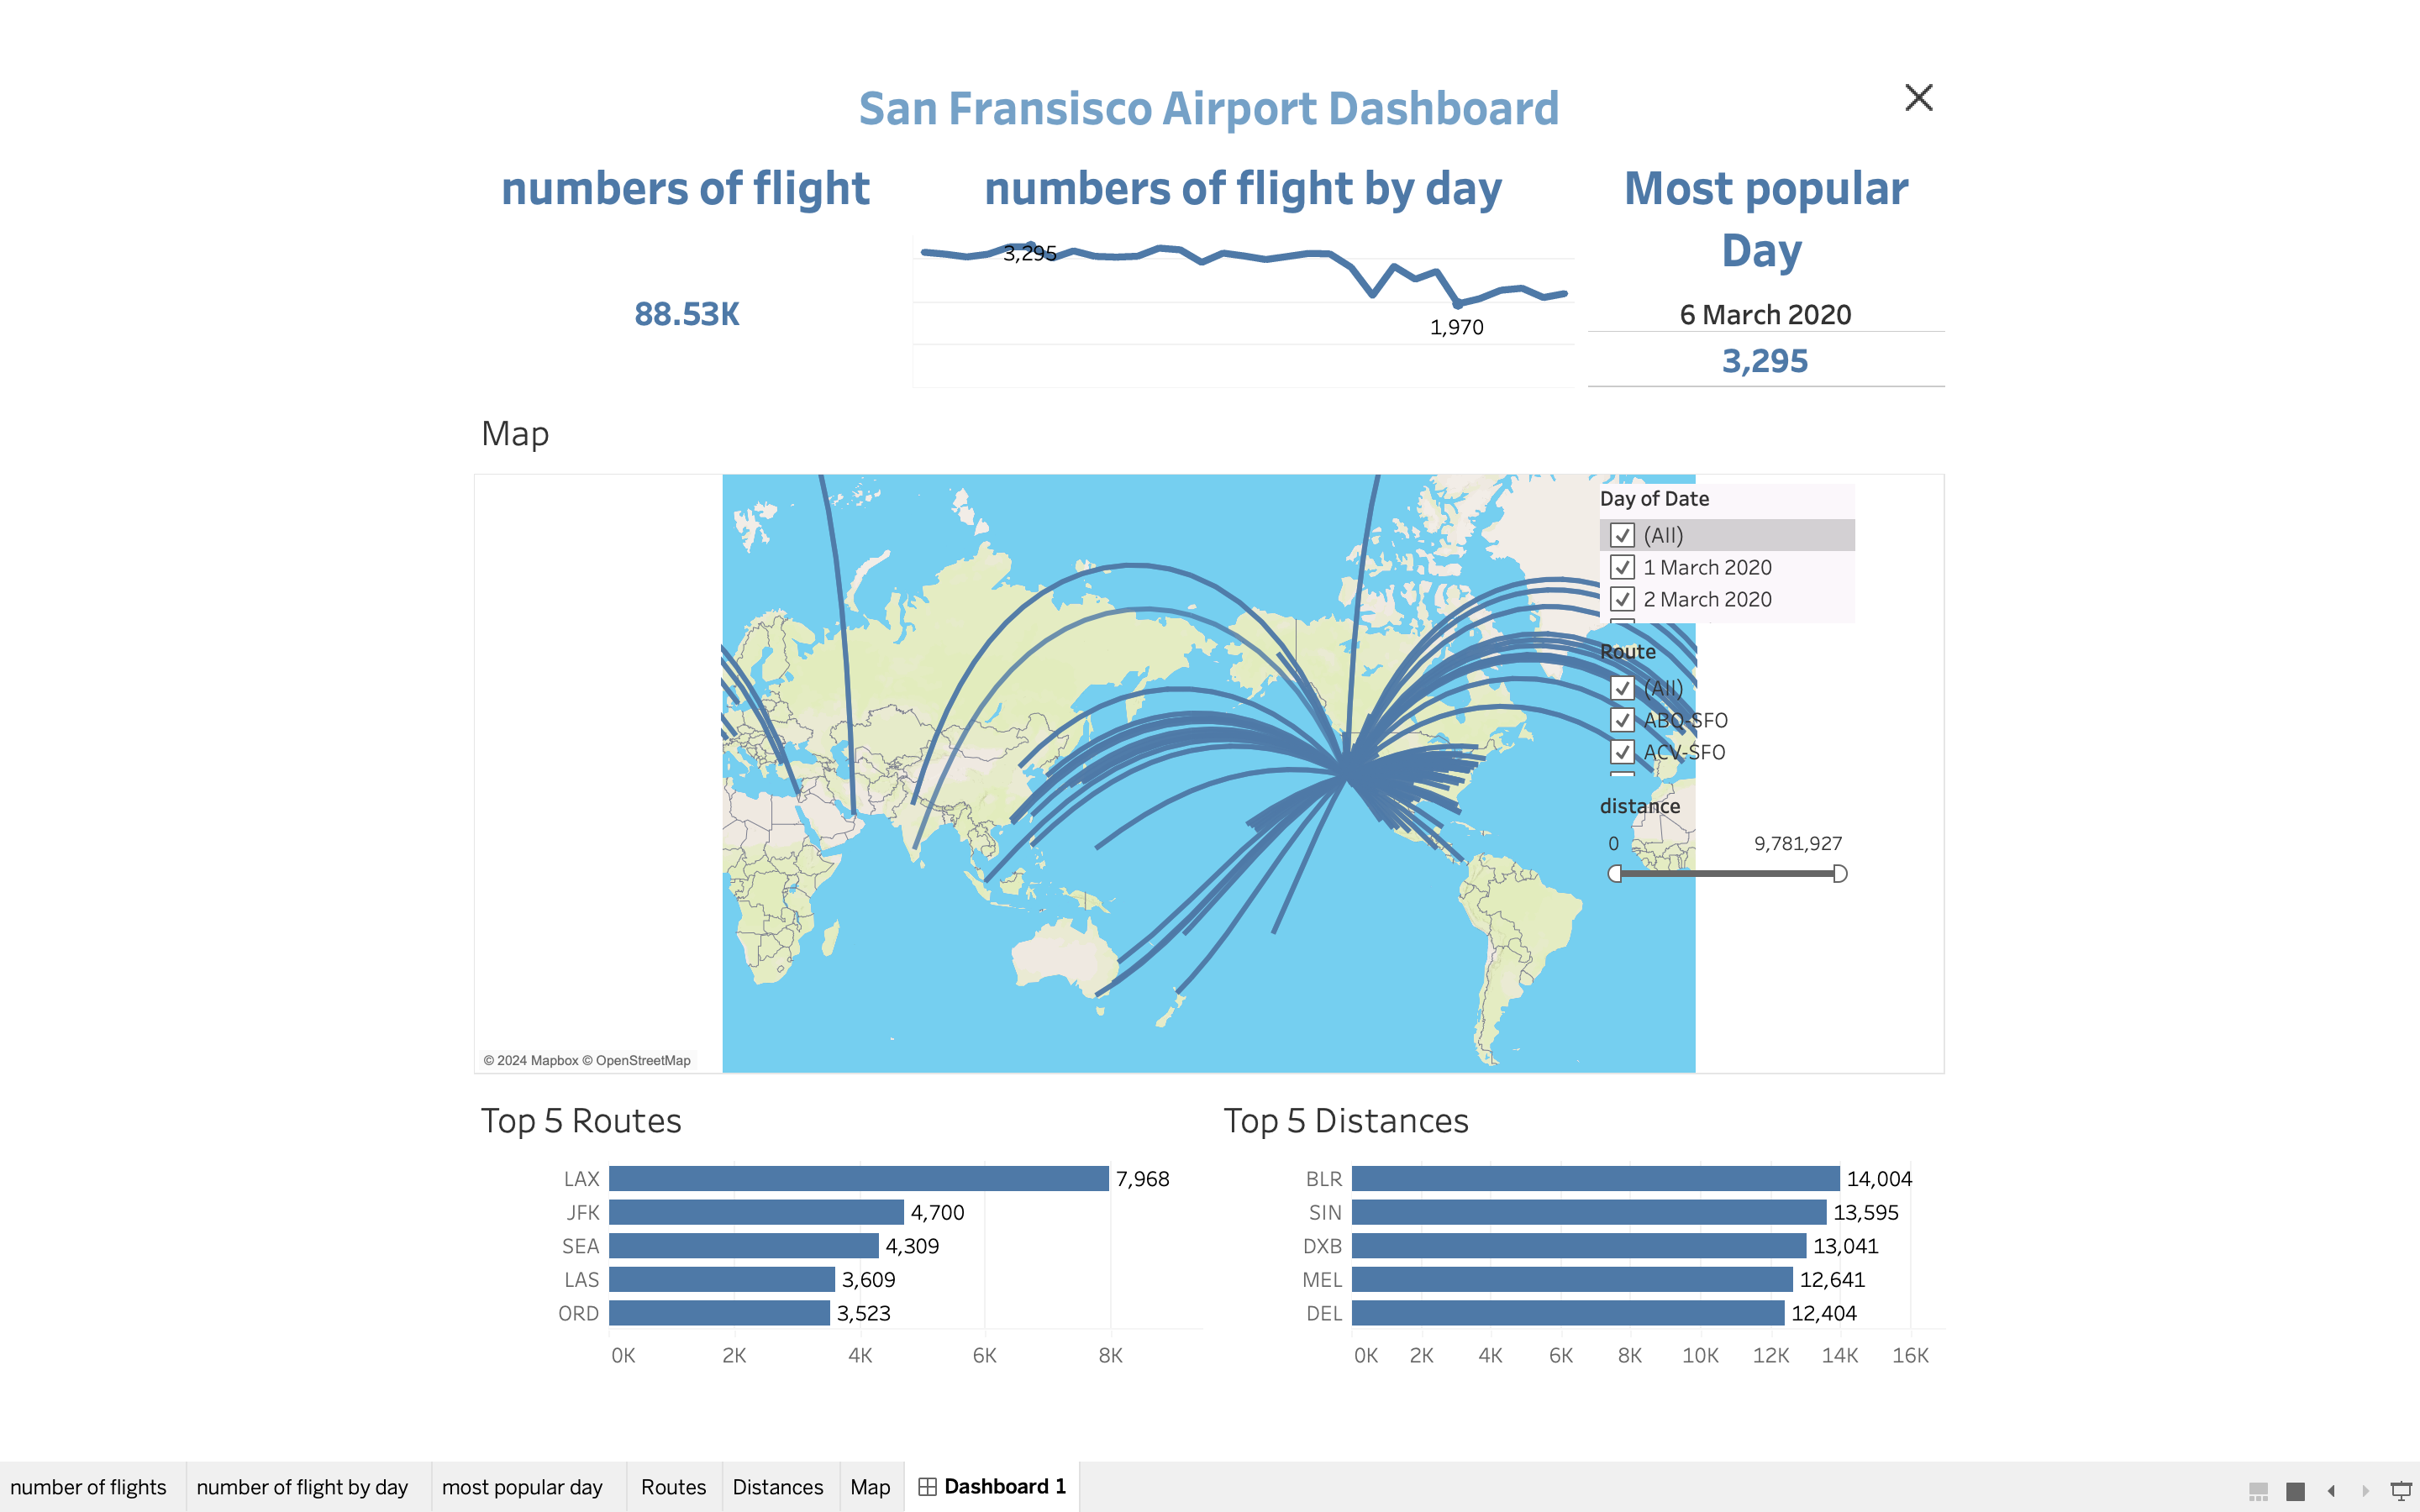 San Fransisco Airport Dashboard
numbers of flight
88.53K
numbers of flight by day
3,295
1,970
Most popular
Day
6 March 2020
3,295
Map
Day of Date
(All)
1 March 2020
2 March 2020
Route
(All)
ABQ-SFO
ACV-SFO
distance
0 9,781,927
© 2024 Mapbox © OpenStreetMap
Top 5 Routes
LAX 7,968
JFK 4,700
SEA 4,309
LAS 3,609
ORD 3,523
0K 2K 4K 6K 8K
Top 5 Distances
BLR 14,004
SIN 13,595
DXB 13,041
MEL 12,641
DEL 12,404
0K 2K 4K 6K 8K 10K 12K 14K 16K
number of flights number of flight by day most popular day Routes Distances Map Dashboard 1